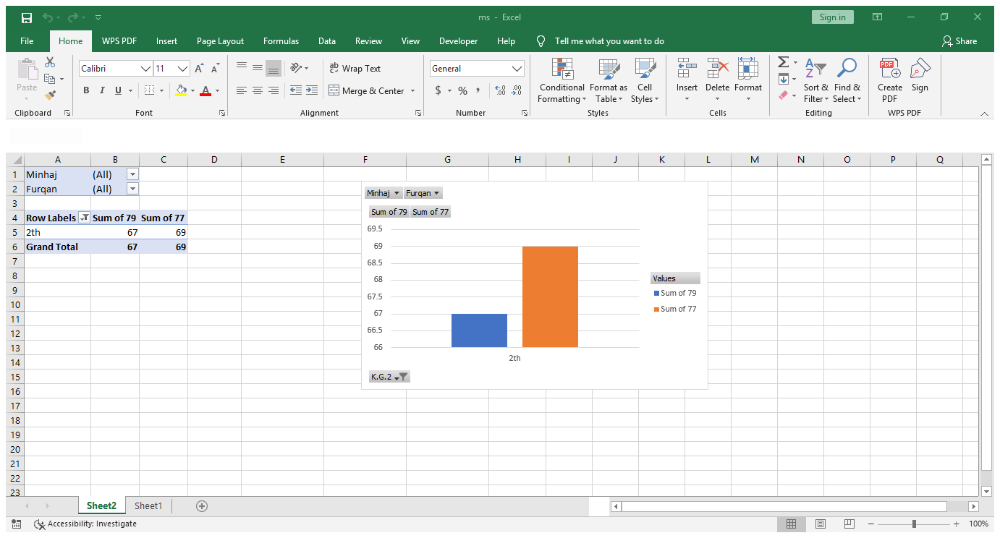 ms - Excel
Sign in
File Home WPS PDF Insert Page Layout Formulas Data Review View Developer Help Tell me what you want to do Share
Paste
Clipboard
Calibri 11
B I U A
Font
ab Wrap Text
Merge & Center
Alignment
General
$ % , .00 .00
Number
Conditional Formatting
Format as Table
Cell Styles
Styles
Insert Delete Format
Cells
Sort & Filter
Find & Select
Editing
Create PDF
Sign
WPS PDF
A B C D E F G H I J K L M N O P Q
1 Minhaj (All)
2 Furqan (All)
3
4 Row Labels Sum of 79 Sum of 77
5 2th 67 69
6 Grand Total 67 69
7
8
9
10
11
12
13
14
15
16
17
18
19
20
21
22
23
Minhaj Furqan
Sum of 79 Sum of 77
69.5
69
68.5
68
67.5
67
66.5
66
2th
K.G.2
Values
Sum of 79
Sum of 77
Sheet2 Sheet1
Accessibility: Investigate
100%